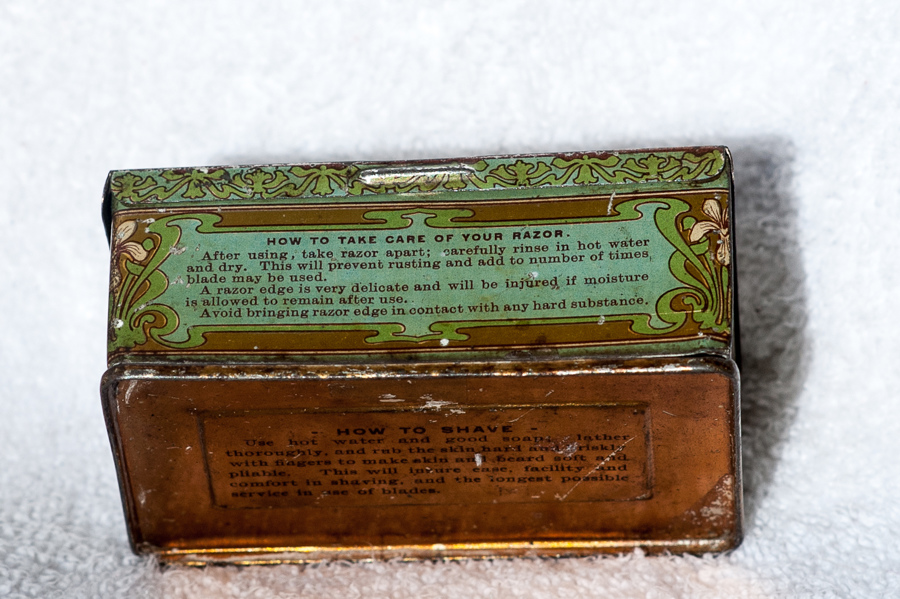 HOW TO TAKE CARE OF YOUR RAZOR.
After using, take razor apart; carefully rinse in hot water
and dry. This will prevent rusting and add to number of times
blade may be used.
A razor edge is very delicate and will be injured if moisture
is allowed to remain after use.
Avoid bringing razor edge in contact with any hard substance.
- HOW TO SHAVE -
Use hot water and good soap, lather
thoroughly, and rub the skin hard and briskly
with fingers to make skin and beard soft and
pliable. This will insure ease, facility and
comfort in shaving, and the longest possible
service in use of blades.